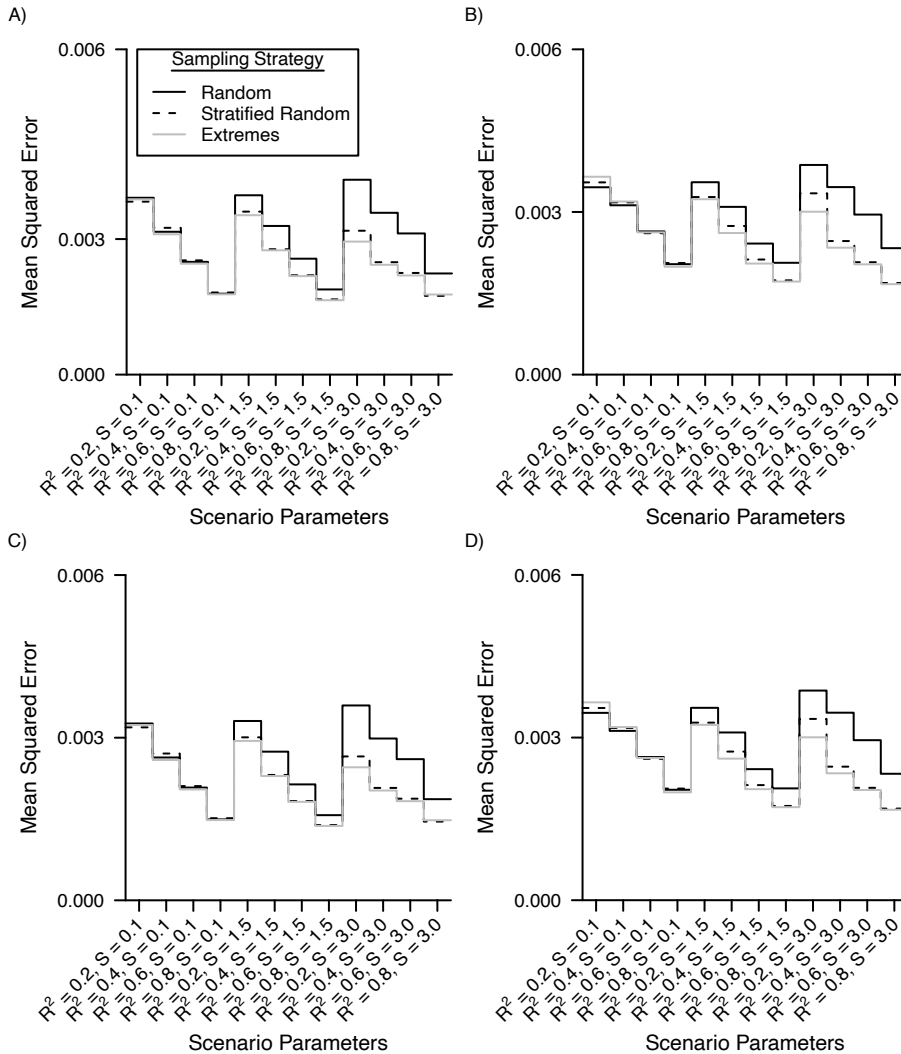 A)
Mean Squared Error
0.006
0.003
0.000
Sampling Strategy
Random
Stratified Random
Extremes
R² = 0.2, S = 0.1
R² = 0.4, S = 0.1
R² = 0.6, S = 0.1
R² = 0.8, S = 0.1
R² = 0.2, S = 1.5
R² = 0.4, S = 1.5
R² = 0.6, S = 1.5
R² = 0.8, S = 1.5
R² = 0.2, S = 3.0
R² = 0.4, S = 3.0
R² = 0.6, S = 3.0
R² = 0.8, S = 3.0
Scenario Parameters
B)
Mean Squared Error
0.006
0.003
0.000
R² = 0.2, S = 0.1
R² = 0.4, S = 0.1
R² = 0.6, S = 0.1
R² = 0.8, S = 0.1
R² = 0.2, S = 1.5
R² = 0.4, S = 1.5
R² = 0.6, S = 1.5
R² = 0.8, S = 1.5
R² = 0.2, S = 3.0
R² = 0.4, S = 3.0
R² = 0.6, S = 3.0
R² = 0.8, S = 3.0
Scenario Parameters
C)
Mean Squared Error
0.006
0.003
0.000
R² = 0.2, S = 0.1
R² = 0.4, S = 0.1
R² = 0.6, S = 0.1
R² = 0.8, S = 0.1
R² = 0.2, S = 1.5
R² = 0.4, S = 1.5
R² = 0.6, S = 1.5
R² = 0.8, S = 1.5
R² = 0.2, S = 3.0
R² = 0.4, S = 3.0
R² = 0.6, S = 3.0
R² = 0.8, S = 3.0
Scenario Parameters
D)
Mean Squared Error
0.006
0.003
0.000
R² = 0.2, S = 0.1
R² = 0.4, S = 0.1
R² = 0.6, S = 0.1
R² = 0.8, S = 0.1
R² = 0.2, S = 1.5
R² = 0.4, S = 1.5
R² = 0.6, S = 1.5
R² = 0.8, S = 1.5
R² = 0.2, S = 3.0
R² = 0.4, S = 3.0
R² = 0.6, S = 3.0
R² = 0.8, S = 3.0
Scenario Parameters